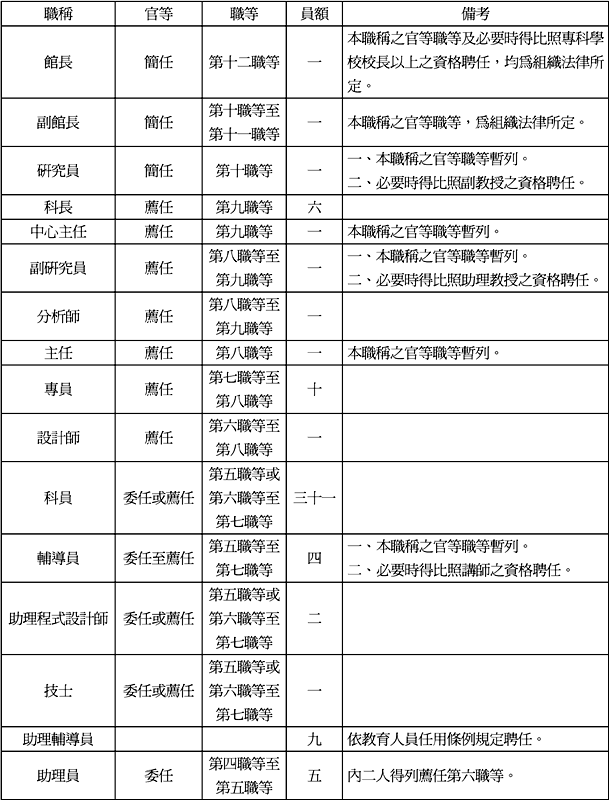 職稱 官等 職等 員額 備考
館長 簡任 第十二職等 一 本職稱之官等職等及必要時得比照專科學
校校長以上之資格聘任，均為組織法律所
定。
副館長 簡任 第十職等至
第十一職等 一 本職稱之官等職等，為組織法律所定。
研究員 簡任 第十職等 一 一、本職稱之官等職等暫列。
二、必要時得比照副教授之資格聘任。
科長 薦任 第九職等 六
中心主任 薦任 第九職等 一 本職稱之官等職等暫列。
副研究員 薦任 第八職等至
第九職等 一 一、本職稱之官等職等暫列。
二、必要時得比照助理教授之資格聘任。
分析師 薦任 第八職等至
第九職等 一
主任 薦任 第八職等 一 本職稱之官等職等暫列。
專員 薦任 第七職等至
第八職等 十
設計師 薦任 第六職等至
第八職等 一
科員 委任或薦任 第五職等或
第六職等至
第七職等 三十一
輔導員 委任至薦任 第五職等至
第七職等 四 一、本職稱之官等職等暫列。
二、必要時得比照講師之資格聘任。
助理程式設計師 委任或薦任 第五職等或
第六職等至
第七職等 二
技士 委任或薦任 第五職等或
第六職等至
第七職等 一
助理輔導員 九 依教育人員任用條例規定聘任。
助理員 委任 第四職等至
第五職等 五 內二人得列薦任第六職等。